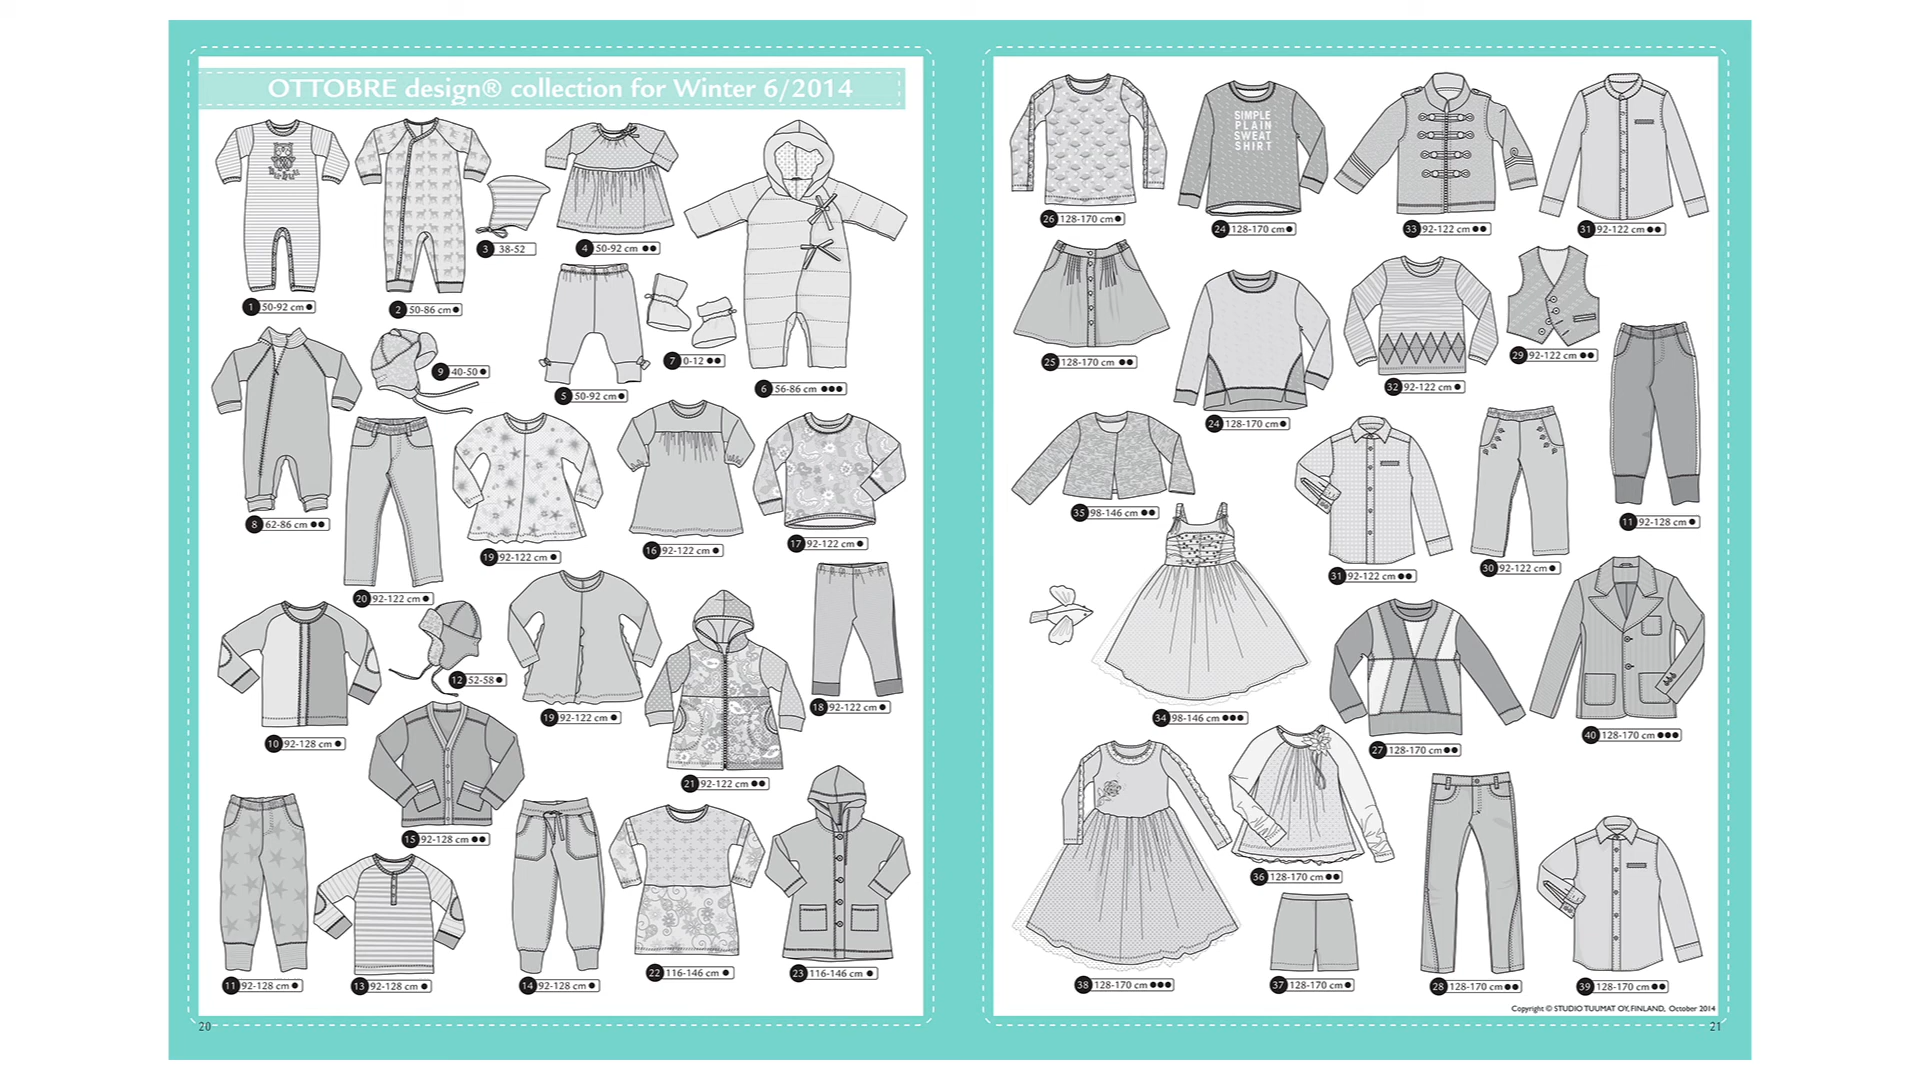 OTTOBRE design® collection for Winter 6/2014
1 50-92 cm ●
2 50-86 cm ●
3 38-52
4 50-92 cm ●●
5 50-92 cm ●
7 0-12 ●●
6 56-86 cm ●●●
9 40-50 ●
8 62-86 cm ●●
20 92-122 cm ●
19 92-122 cm ●
16 92-122 cm ●
17 92-122 cm ●
10 92-128 cm ●
12 52-58 ●
19 92-122 cm ●
21 92-122 cm ●●
18 92-122 cm ●
15 92-128 cm ●●
11 92-128 cm ●
13 92-128 cm ●
14 92-128 cm ●
22 116-146 cm ●
23 116-146 cm ●
20
SIMPLE
PLAIN
SWEAT
SHIRT
26 128-170 cm ●
24 128-170 cm ●
33 92-122 cm ●●
31 92-122 cm ●●
25 128-170 cm ●●
24 128-170 cm ●
32 92-122 cm ●
29 92-122 cm ●●
35 98-146 cm ●●
31 92-122 cm ●●
30 92-122 cm ●
11 92-128 cm ●
34 98-146 cm ●●●
27 128-170 cm ●●
40 128-170 cm ●●●
38 128-170 cm ●●●
36 128-170 cm ●●
37 128-170 cm ●
28 128-170 cm ●●
39 128-170 cm ●●
Copyright © STUDIO TUUMAT OY, FINLAND, October 2014
21